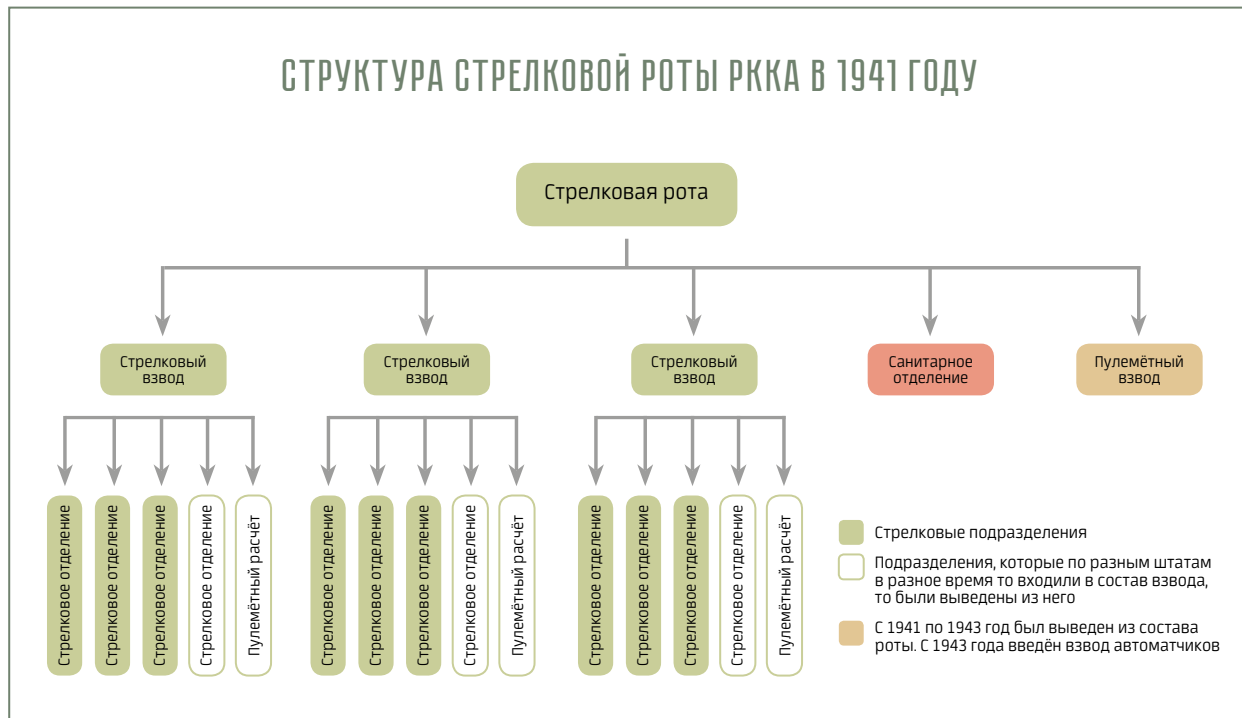 СТРУКТУРА СТРЕЛКОВОЙ РОТЫ РККА В 1941 ГОДУ
Стрелковая рота
Стрелковый
взвод
Стрелковый
взвод
Стрелковый
взвод
Санитарное
отделение
Пулемётный
взвод
Стрелковое отделение
Стрелковое отделение
Стрелковое отделение
Стрелковое отделение
Пулемётный расчёт
Стрелковое отделение
Стрелковое отделение
Стрелковое отделение
Стрелковое отделение
Пулемётный расчёт
Стрелковое отделение
Стрелковое отделение
Стрелковое отделение
Стрелковое отделение
Пулемётный расчёт
Стрелковые подразделения
Подразделения, которые по разным штатам
в разное время то входили в состав взвода,
то были выведены из него
С 1941 по 1943 год был выведен из состава
роты. С 1943 года введён взвод автоматчиков